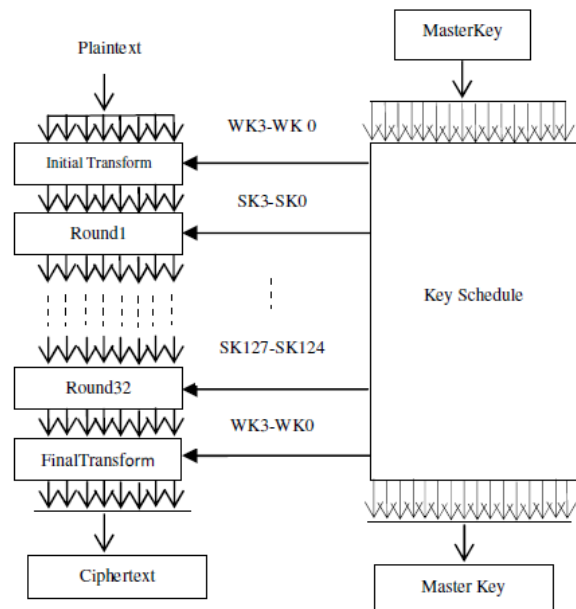 MasterKey
Plaintext
WK3-WK 0
Initial Transform
SK3-SK0
Round1
Key Schedule
SK127-SK124
Round32
WK3-WK0
FinalTransform
Ciphertext
Master Key